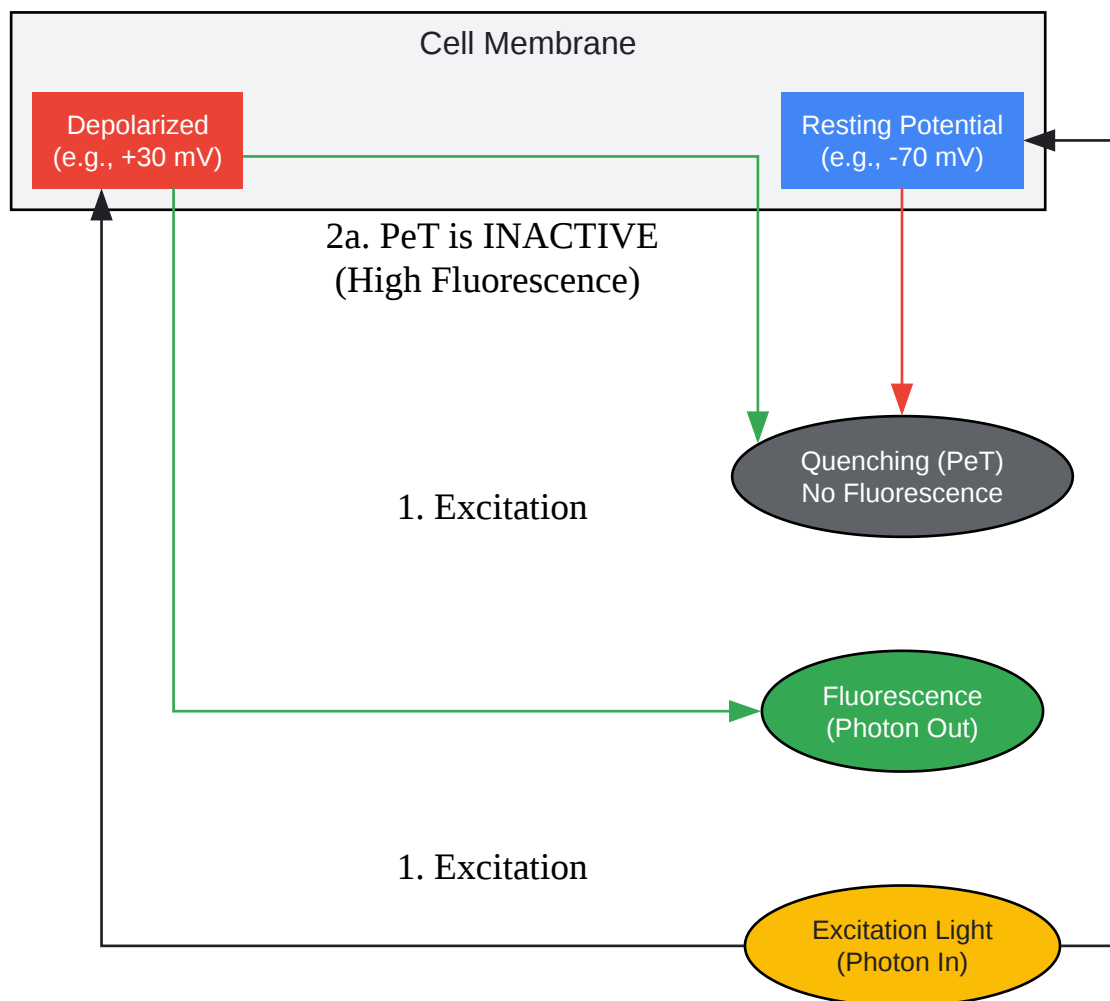 Cell Membrane
Depolarized
(e.g., +30 mV)
Resting Potential
(e.g., -70 mV)
2a. PeT is INACTIVE
(High Fluorescence)
Quenching (PeT)
No Fluorescence
1. Excitation
Fluorescence
(Photon Out)
1. Excitation
Excitation Light
(Photon In)